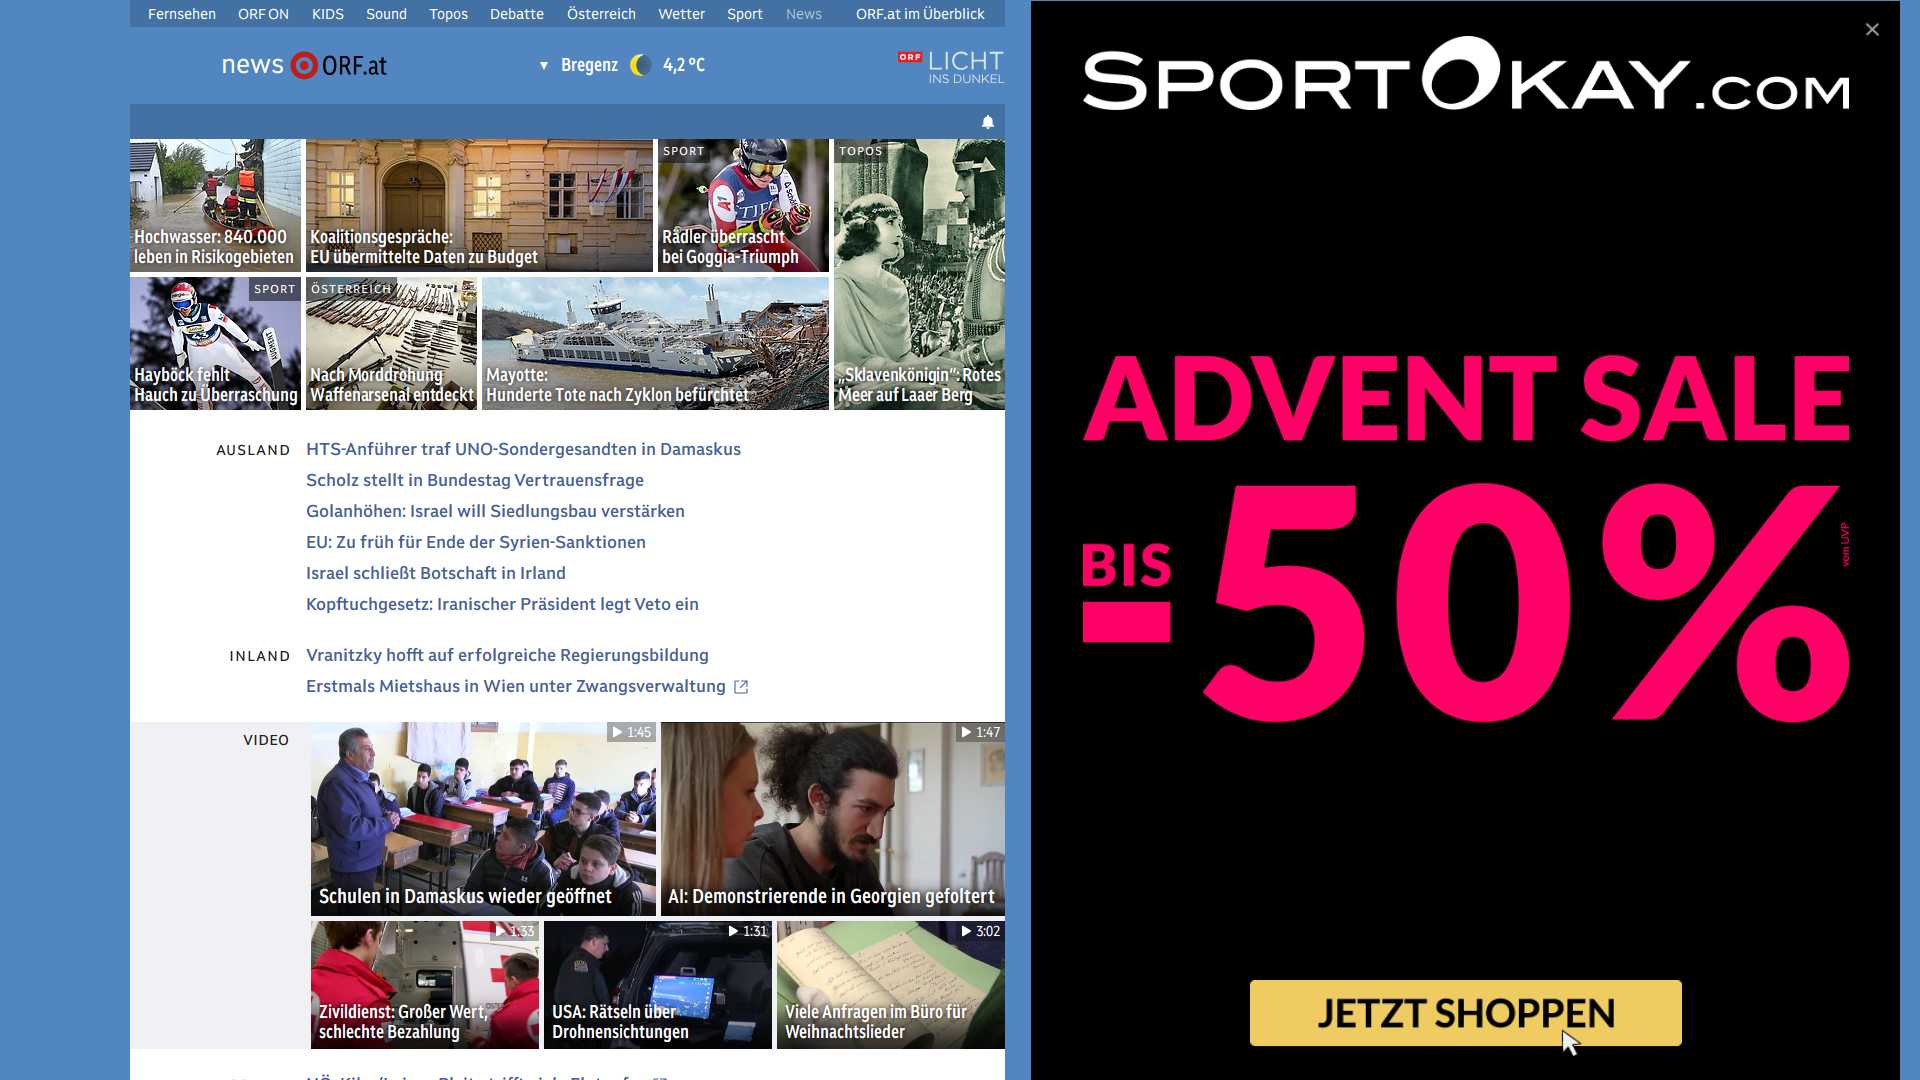 Fernsehen ORF ON KIDS Sound Topos Debatte Österreich Wetter Sport News ORF.at im Überblick
news ORF.at
▼ Bregenz 4,2 °C
ORF LICHT
INS DUNKEL
Hochwasser: 840.000
leben in Risikogebieten
Koalitionsgespräche:
EU übermittelte Daten zu Budget
SPORT
Rädler überrascht
bei Goggia-Triumph
TOPOS
„Sklavenkönigin“: Rotes
Meer auf Laaer Berg
SPORT
Hayböck fehlt
Hauch zu Überraschung
ÖSTERREICH
Nach Morddrohung
Waffenarsenal entdeckt
Mayotte:
Hunderte Tote nach Zyklon befürchtet
AUSLAND
HTS-Anführer traf UNO-Sondergesandten in Damaskus
Scholz stellt in Bundestag Vertrauensfrage
Golanhöhen: Israel will Siedlungsbau verstärken
EU: Zu früh für Ende der Syrien-Sanktionen
Israel schließt Botschaft in Irland
Kopftuchgesetz: Iranischer Präsident legt Veto ein
INLAND
Vranitzky hofft auf erfolgreiche Regierungsbildung
Erstmals Mietshaus in Wien unter Zwangsverwaltung
VIDEO
1:45
Schulen in Damaskus wieder geöffnet
1:47
AI: Demonstrierende in Georgien gefoltert
1:33
Zivildienst: Großer Wert,
schlechte Bezahlung
1:31
USA: Rätseln über
Drohnensichtungen
3:02
Viele Anfragen im Büro für
Weihnachtslieder
SPORTOKAY.COM
ADVENT SALE
BIS
-50%
vom UVP
JETZT SHOPPEN